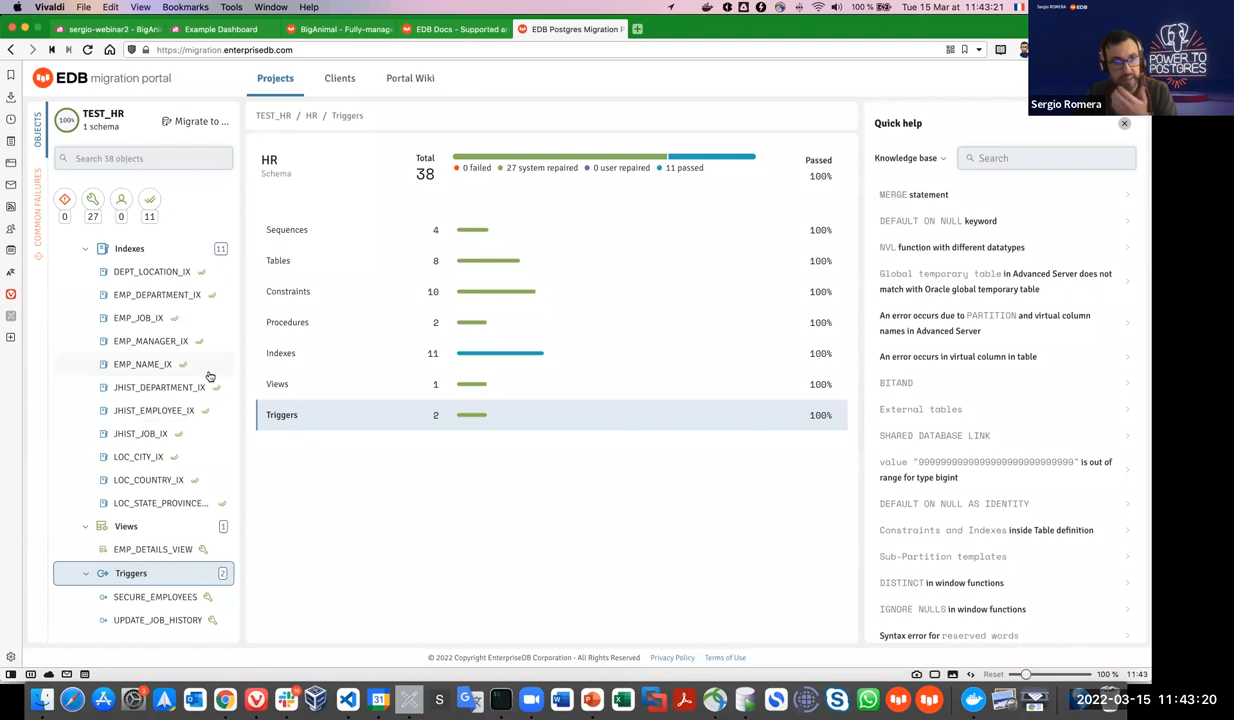 Vivaldi File Edit View Bookmarks Tools Window Help 100 % Tue 15 Mar at 11:43:21
sergio-webinar2 - BigAni Example Dashboard BigAnimal - Fully-manag EDB Docs - Supported a EDB Postgres Migration P
https://migration.enterprisedb.com
Sergio ROMERA EDB
POWER TO
POSTGRES
Sergio Romera
EDB migration portal
Projects Clients Portal Wiki
OBJECTS
COMMON FAILURES
100%
TEST_HR
1 schema
Migrate to ...
Search 38 objects
0 27 0 11
Indexes 11
DEPT_LOCATION_IX
EMP_DEPARTMENT_IX
EMP_JOB_IX
EMP_MANAGER_IX
EMP_NAME_IX
JHIST_DEPARTMENT_IX
JHIST_EMPLOYEE_IX
JHIST_JOB_IX
LOC_CITY_IX
LOC_COUNTRY_IX
LOC_STATE_PROVINCE...
Views 1
EMP_DETAILS_VIEW
Triggers 2
SECURE_EMPLOYEES
UPDATE_JOB_HISTORY
TEST_HR / HR / Triggers
HR
Schema
Total
38
0 failed 27 system repaired 0 user repaired 11 passed
Passed
100%
Sequences 4 100%
Tables 8 100%
Constraints 10 100%
Procedures 2 100%
Indexes 11 100%
Views 1 100%
Triggers 2 100%
Quick help
Knowledge base Search
MERGE statement
DEFAULT ON NULL keyword
NVL function with different datatypes
Global temporary table in Advanced Server does not
match with Oracle global temporary table
An error occurs due to PARTITION and virtual column
names in Advanced Server
An error occurs in virtual column in table
BITAND
External tables
SHARED DATABASE LINK
value "9999999999999999999999999999" is out of
range for type bigint
DEFAULT ON NULL AS IDENTITY
Constraints and Indexes inside Table definition
Sub-Partition templates
DISTINCT in window functions
IGNORE NULLS in window functions
Syntax error for reserved words
© 2022 EnterpriseDB Corporation - All Rights Reserved Privacy Policy Terms of Use
Reset 100 % 11:43
2022-03-15 11:43:20